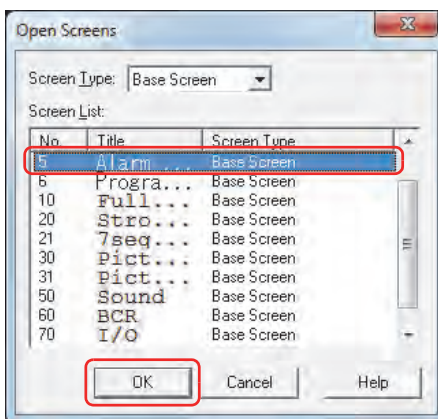 Open Screens
Screen Type: Base Screen
Screen List:
No. Title Screen Type
5 Alarm ... Base Screen
6 Progra... Base Screen
10 Full... Base Screen
20 Stro... Base Screen
21 7seg... Base Screen
30 Pict... Base Screen
31 Pict... Base Screen
50 Sound Base Screen
60 BCR Base Screen
70 I/O Base Screen
OK Cancel Help